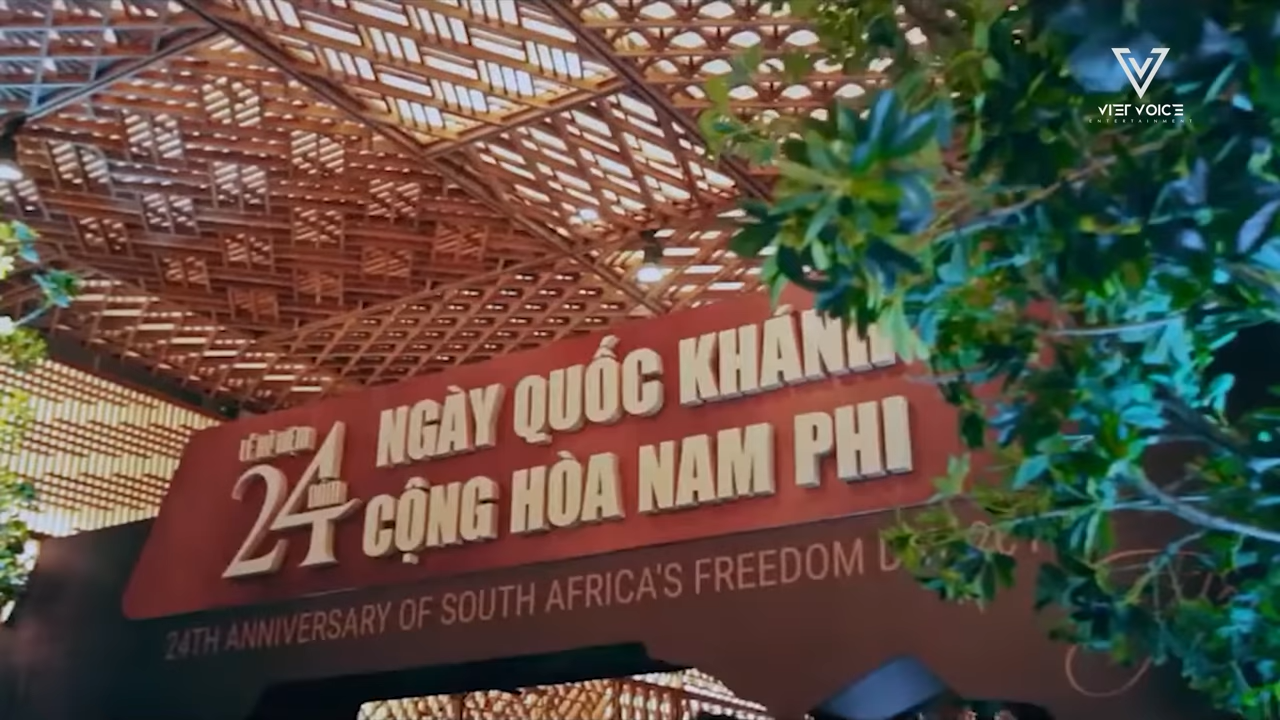 VIET VOICE
ENTERTAINMENT
LỄ KỶ NIỆM
24 NĂM
NGÀY QUỐC KHÁNH
CỘNG HÒA NAM PHI
24TH ANNIVERSARY OF SOUTH AFRICA'S FREEDOM